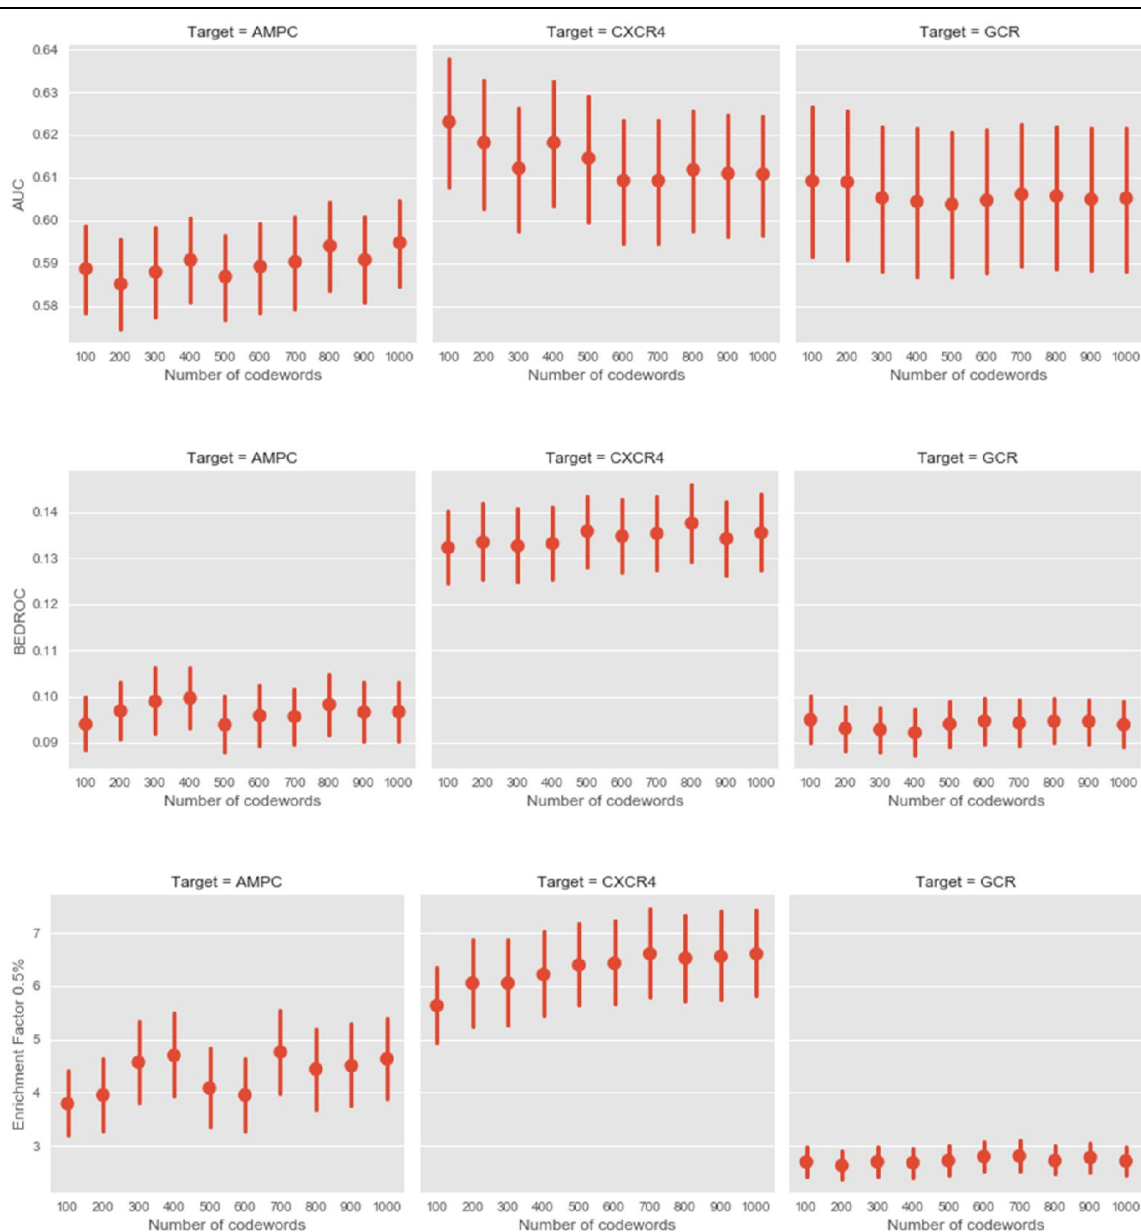 Target = AMPC Target = CXCR4 Target = GCR
0.64
0.63
0.62
0.61
0.60
0.59
0.58
AUC
100 200 300 400 500 600 700 800 900 1000 100 200 300 400 500 600 700 800 900 1000 100 200 300 400 500 600 700 800 900 1000
Number of codewords Number of codewords Number of codewords
Target = AMPC Target = CXCR4 Target = GCR
0.14
0.13
0.12
0.11
0.10
0.09
BEDROC
100 200 300 400 500 600 700 800 900 1000 100 200 300 400 500 600 700 800 900 1000 100 200 300 400 500 600 700 800 900 1000
Number of codewords Number of codewords Number of codewords
Target = AMPC Target = CXCR4 Target = GCR
7
6
5
4
3
Enrichment Factor 0.5%
100 200 300 400 500 600 700 800 900 1000 100 200 300 400 500 600 700 800 900 1000 100 200 300 400 500 600 700 800 900 1000
Number of codewords Number of codewords Number of codewords